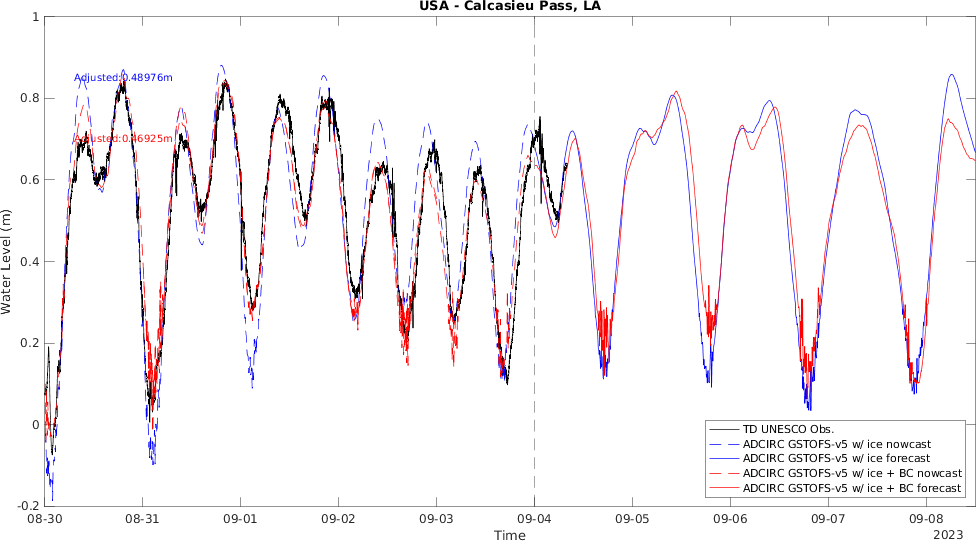 USA - Calcasieu Pass, LA
Water Level (m)
1
0.8
0.6
0.4
0.2
0
-0.2
Adjusted:0.48976m
Adjusted:0.46925m
TD UNESCO Obs.
ADCIRC GSTOFS-v5 w/ ice nowcast
ADCIRC GSTOFS-v5 w/ ice forecast
ADCIRC GSTOFS-v5 w/ ice + BC nowcast
ADCIRC GSTOFS-v5 w/ ice + BC forecast
08-30 08-31 09-01 09-02 09-03 09-04 09-05 09-06 09-07 09-08
Time
2023